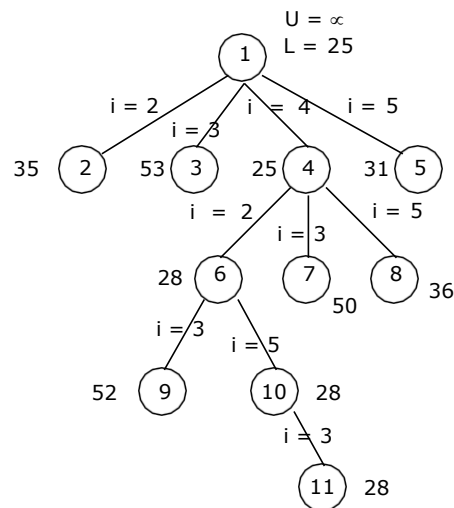 U = ∝
L = 25
1
i = 2
i = 3
i = 4
i = 5
35
2
53
3
25
4
31
5
i = 2
i = 3
i = 5
28
6
7
50
8
36
i = 3
i = 5
52
9
10
28
i = 3
11
28